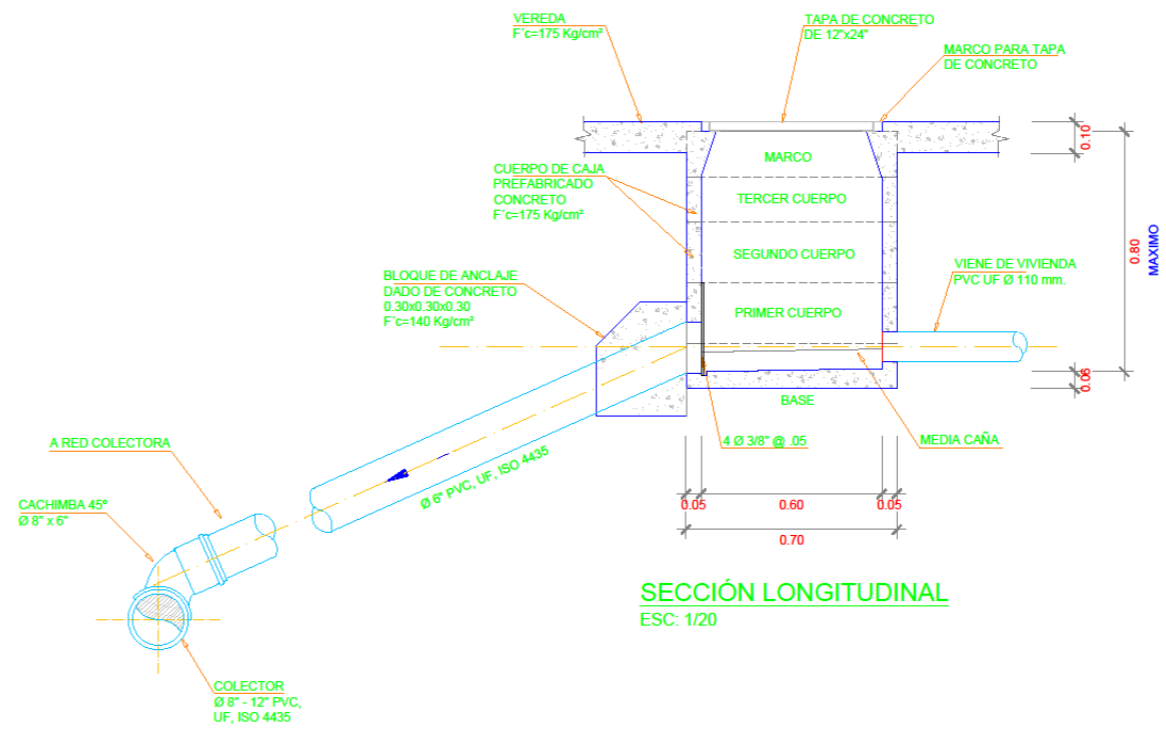 VEREDA
F´c=175 Kg/cm²
TAPA DE CONCRETO
DE 12"x24"
MARCO PARA TAPA
DE CONCRETO
0.10
MARCO
CUERPO DE CAJA
PREFABRICADO
CONCRETO
F´c=175 Kg/cm²
TERCER CUERPO
SEGUNDO CUERPO
0.80
MAXIMO
BLOQUE DE ANCLAJE
DADO DE CONCRETO
0.30x0.30x0.30
F´c=140 Kg/cm²
VIENE DE VIVIENDA
PVC UF Ø 110 mm.
PRIMER CUERPO
0.06
BASE
4 Ø 3/8" @ .05
MEDIA CAÑA
A RED COLECTORA
Ø 6" PVC, UF, ISO 4435
CACHIMBA 45º
Ø 8" x 6"
0.05
0.60
0.05
0.70
SECCIÓN LONGITUDINAL
ESC: 1/20
COLECTOR
Ø 8" - 12" PVC,
UF, ISO 4435